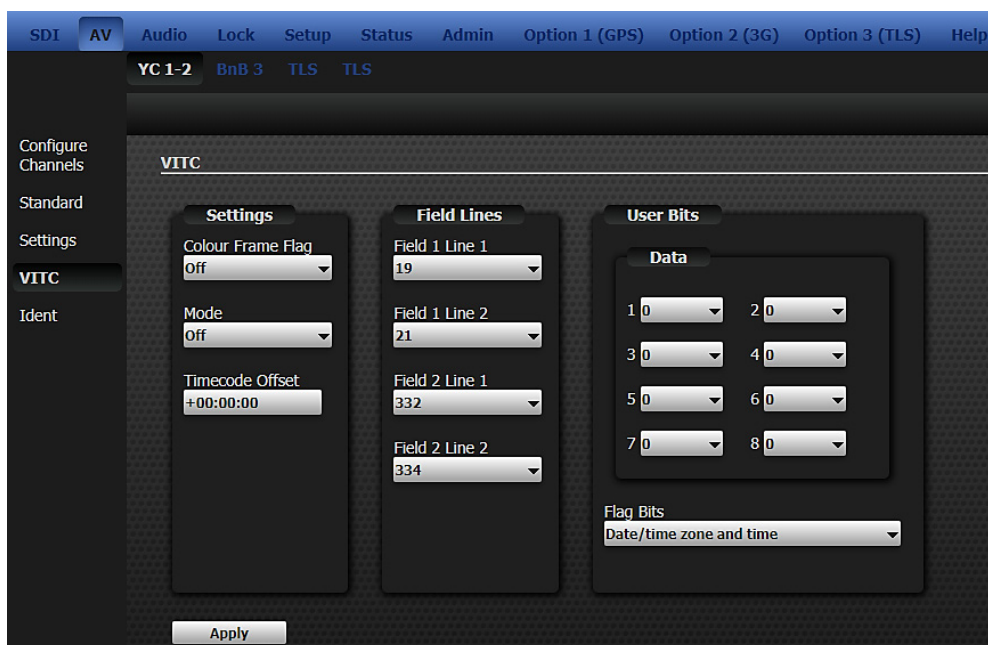 SDI AV Audio Lock Setup Status Admin Option 1 (GPS) Option 2 (3G) Option 3 (TLS) Help
YC 1-2 BnB 3 TLS TLS
Configure
Channels
Standard
Settings
VITC
Ident
VITC
Settings
Colour Frame Flag
Off
Mode
Off
Timecode Offset
+00:00:00
Field Lines
Field 1 Line 1
19
Field 1 Line 2
21
Field 2 Line 1
332
Field 2 Line 2
334
User Bits
Data
1 0 2 0
3 0 4 0
5 0 6 0
7 0 8 0
Flag Bits
Date/time zone and time
Apply